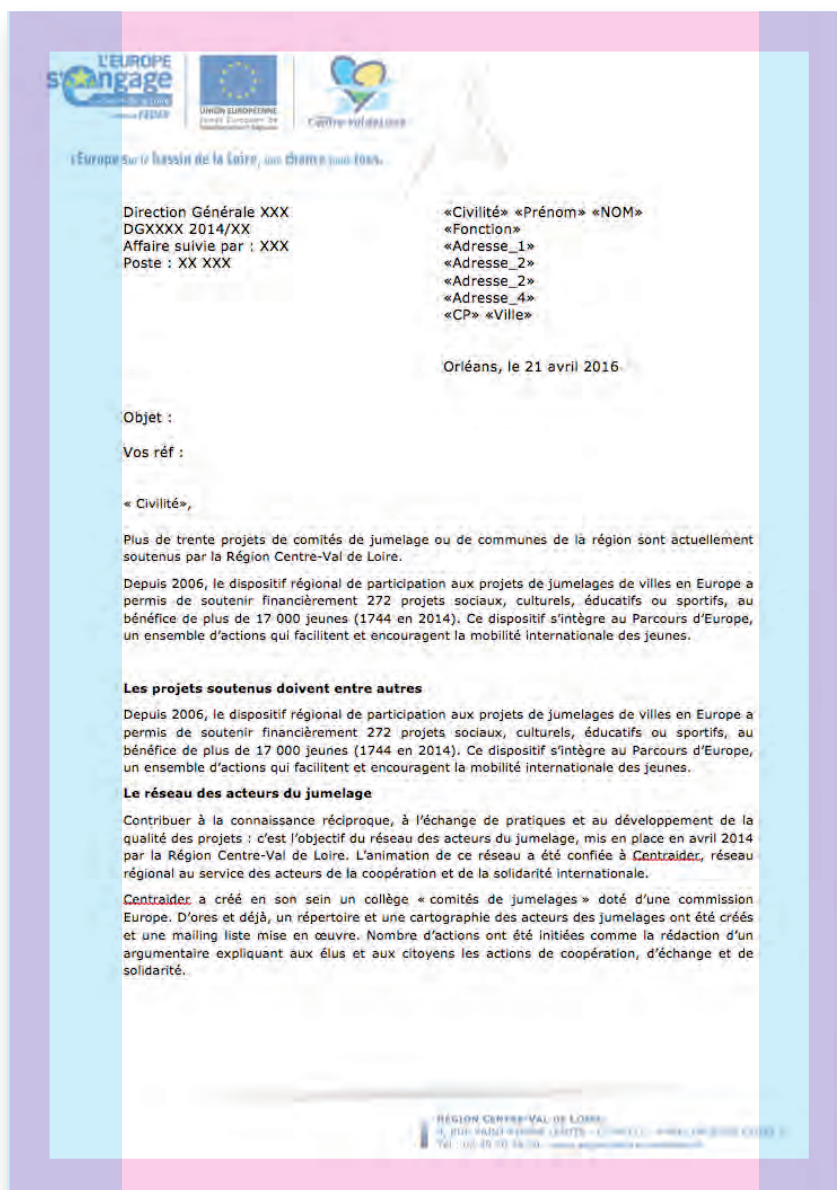 L'EUROPE
s'engage
FEDER
UNION EUROPÉENNE
Centre-Val de Loire
L'Europe sur le bassin de la Loire, une chance pour tous.
Direction Générale XXX
DGXXXX 2014/XX
Affaire suivie par : XXX
Poste : XX XXX
«Civilité» «Prénom» «NOM»
«Fonction»
«Adresse_1»
«Adresse_2»
«Adresse_2»
«Adresse_4»
«CP» «Ville»
Orléans, le 21 avril 2016
Objet :
Vos réf :
« Civilité»,
Plus de trente projets de comités de jumelage ou de communes de la région sont actuellement
soutenus par la Région Centre-Val de Loire.
Depuis 2006, le dispositif régional de participation aux projets de jumelages de villes en Europe a
permis de soutenir financièrement 272 projets sociaux, culturels, éducatifs ou sportifs, au
bénéfice de plus de 17 000 jeunes (1744 en 2014). Ce dispositif s'intègre au Parcours d'Europe,
un ensemble d'actions qui facilitent et encouragent la mobilité internationale des jeunes.
Les projets soutenus doivent entre autres
Depuis 2006, le dispositif régional de participation aux projets de jumelages de villes en Europe a
permis de soutenir financièrement 272 projets sociaux, culturels, éducatifs ou sportifs, au
bénéfice de plus de 17 000 jeunes (1744 en 2014). Ce dispositif s'intègre au Parcours d'Europe,
un ensemble d'actions qui facilitent et encouragent la mobilité internationale des jeunes.
Le réseau des acteurs du jumelage
Contribuer à la connaissance réciproque, à l'échange de pratiques et au développement de la
qualité des projets : c'est l'objectif du réseau des acteurs du jumelage, mis en place en avril 2014
par la Région Centre-Val de Loire. L'animation de ce réseau a été confiée à Centraider, réseau
régional au service des acteurs de la coopération et de la solidarité internationale.
Centraider a créé en son sein un collège « comités de jumelages » doté d'une commission
Europe. D'ores et déjà, un répertoire et une cartographie des acteurs des jumelages ont été créés
et une mailing liste mise en œuvre. Nombre d'actions ont été initiées comme la rédaction d'un
argumentaire expliquant aux élus et aux citoyens les actions de coopération, d'échange et de
solidarité.
RÉGION CENTRE-VAL DE LOIRE